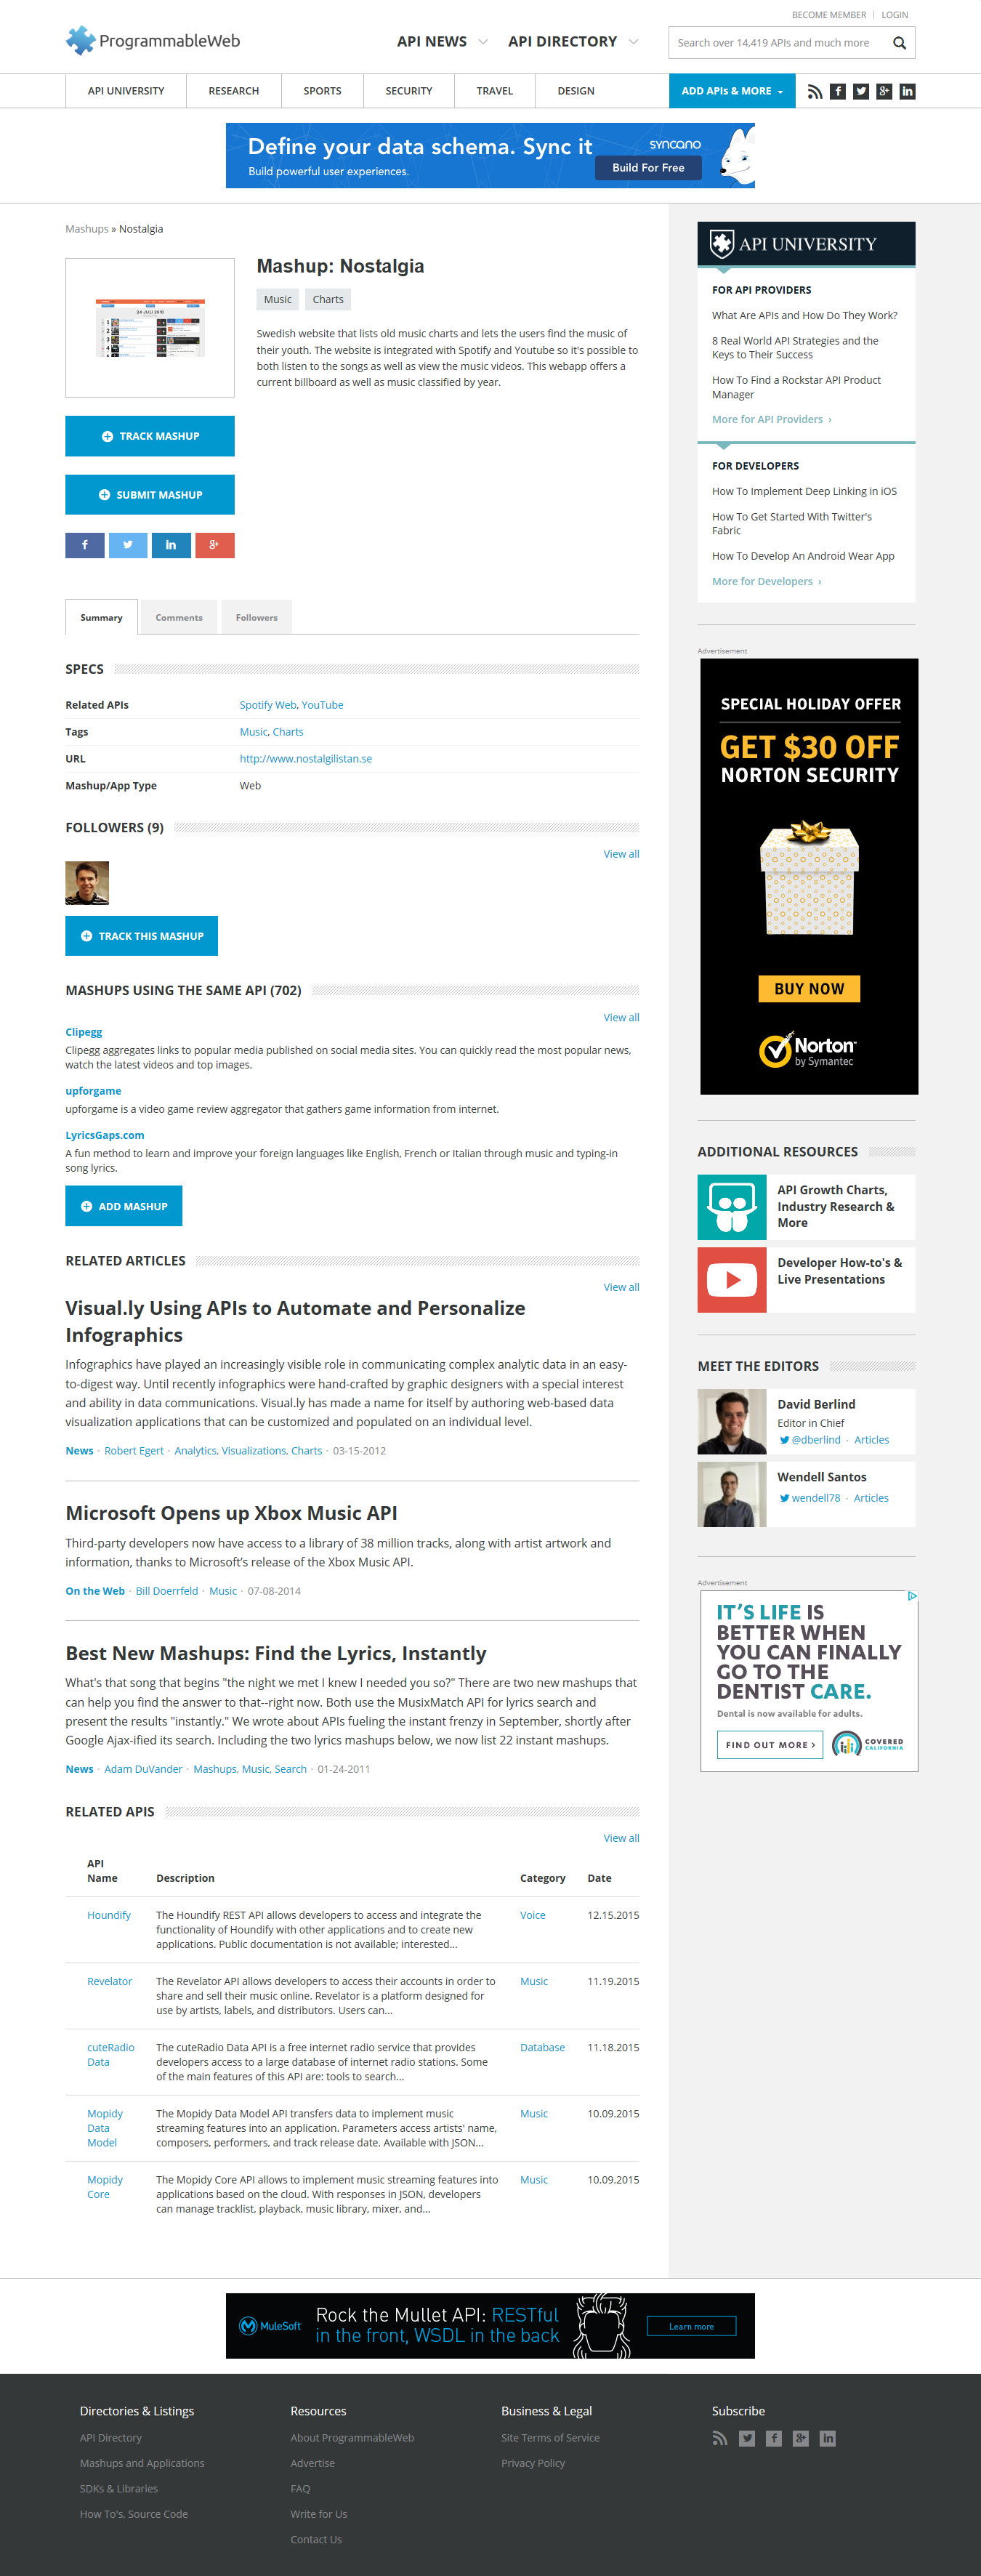 BECOME MEMBER | LOGIN
ProgrammableWeb
API NEWS
API DIRECTORY
Search over 14,419 APIs and much more
API UNIVERSITY
RESEARCH
SPORTS
SECURITY
TRAVEL
DESIGN
ADD APIs & MORE
Define your data schema. Sync it
Build powerful user experiences.
syncano
Build For Free
Mashups » Nostalgia
Mashup: Nostalgia
Music
Charts
Swedish website that lists old music charts and lets the users find the music of
their youth. The website is integrated with Spotify and Youtube so it's possible to
both listen to the songs as well as view the music videos. This webapp offers a
current billboard as well as music classified by year.
TRACK MASHUP
SUBMIT MASHUP
Summary
Comments
Followers
SPECS
Related APIs
Spotify Web, YouTube
Tags
Music, Charts
URL
http://www.nostalgilistan.se
Mashup/App Type
Web
FOLLOWERS (9)
View all
TRACK THIS MASHUP
MASHUPS USING THE SAME API (702)
View all
Clipegg
Clipegg aggregates links to popular media published on social media sites. You can quickly read the most popular news,
watch the latest videos and top images.
upforgame
upforgame is a video game review aggregator that gathers game information from internet.
LyricsGaps.com
A fun method to learn and improve your foreign languages like English, French or Italian through music and typing-in
song lyrics.
ADD MASHUP
RELATED ARTICLES
View all
Visual.ly Using APIs to Automate and Personalize
Infographics
Infographics have played an increasingly visible role in communicating complex analytic data in an easy-
to-digest way. Until recently infographics were hand-crafted by graphic designers with a special interest
and ability in data communications. Visual.ly has made a name for itself by authoring web-based data
visualization applications that can be customized and populated on an individual level.
News · Robert Egert · Analytics, Visualizations, Charts · 03-15-2012
Microsoft Opens up Xbox Music API
Third-party developers now have access to a library of 38 million tracks, along with artist artwork and
information, thanks to Microsoft's release of the Xbox Music API.
On the Web · Bill Doerrfeld · Music · 07-08-2014
Best New Mashups: Find the Lyrics, Instantly
What's that song that begins "the night we met I knew I needed you so?" There are two new mashups that
can help you find the answer to that--right now. Both use the MusixMatch API for lyrics search and
present the results "instantly." We wrote about APIs fueling the instant frenzy in September, shortly after
Google Ajax-ified its search. Including the two lyrics mashups below, we now list 22 instant mashups.
News · Adam DuVander · Mashups, Music, Search · 01-24-2011
RELATED APIS
View all
API
Name
Description
Category
Date
Houndify
The Houndify REST API allows developers to access and integrate the
functionality of Houndify with other applications and to create new
applications. Public documentation is not available; interested...
Voice
12.15.2015
Revelator
The Revelator API allows developers to access their accounts in order to
share and sell their music online. Revelator is a platform designed for
use by artists, labels, and distributors. Users can...
Music
11.19.2015
cuteRadio
Data
The cuteRadio Data API is a free internet radio service that provides
developers access to a large database of internet radio stations. Some
of the main features of this API are: tools to search...
Database
11.18.2015
Mopidy
Data
Model
The Mopidy Data Model API transfers data to implement music
streaming features into an application. Parameters access artists' name,
composers, performers, and track release date. Available with JSON...
Music
10.09.2015
Mopidy
Core
The Mopidy Core API allows to implement music streaming features into
applications based on the cloud. With responses in JSON, developers
can manage tracklist, playback, music library, mixer, and...
Music
10.09.2015
API UNIVERSITY
FOR API PROVIDERS
What Are APIs and How Do They Work?
8 Real World API Strategies and the
Keys to Their Success
How To Find a Rockstar API Product
Manager
More for API Providers ›
FOR DEVELOPERS
How To Implement Deep Linking in iOS
How To Get Started With Twitter's
Fabric
How To Develop An Android Wear App
More for Developers ›
Advertisement
SPECIAL HOLIDAY OFFER
GET $30 OFF
NORTON SECURITY
BUY NOW
Norton
by Symantec
ADDITIONAL RESOURCES
API Growth Charts,
Industry Research &
More
Developer How-to's &
Live Presentations
MEET THE EDITORS
David Berlind
Editor in Chief
@dberlind · Articles
Wendell Santos
wendell78 · Articles
Advertisement
IT'S LIFE IS
BETTER WHEN
YOU CAN FINALLY
GO TO THE
DENTIST CARE.
Dental is now available for adults.
FIND OUT MORE >
COVERED
CALIFORNIA
MuleSoft
Rock the Mullet API: RESTful
in the front, WSDL in the back
Learn more
Directories & Listings
API Directory
Mashups and Applications
SDKs & Libraries
How To's, Source Code
Resources
About ProgrammableWeb
Advertise
FAQ
Write for Us
Contact Us
Business & Legal
Site Terms of Service
Privacy Policy
Subscribe